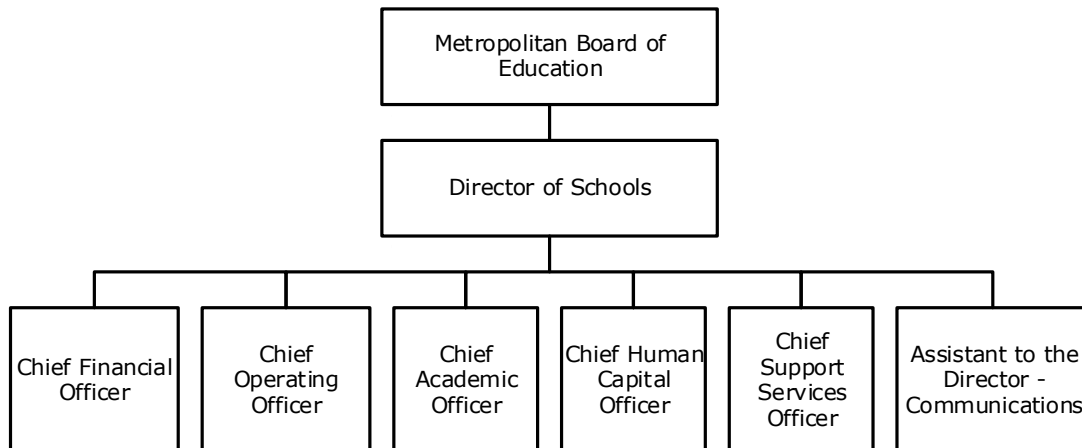 Metropolitan Board of
Education
Director of Schools
Chief Financial
Officer
Chief
Operating
Officer
Chief
Academic
Officer
Chief Human
Capital
Officer
Chief
Support
Services
Officer
Assistant to the
Director -
Communications